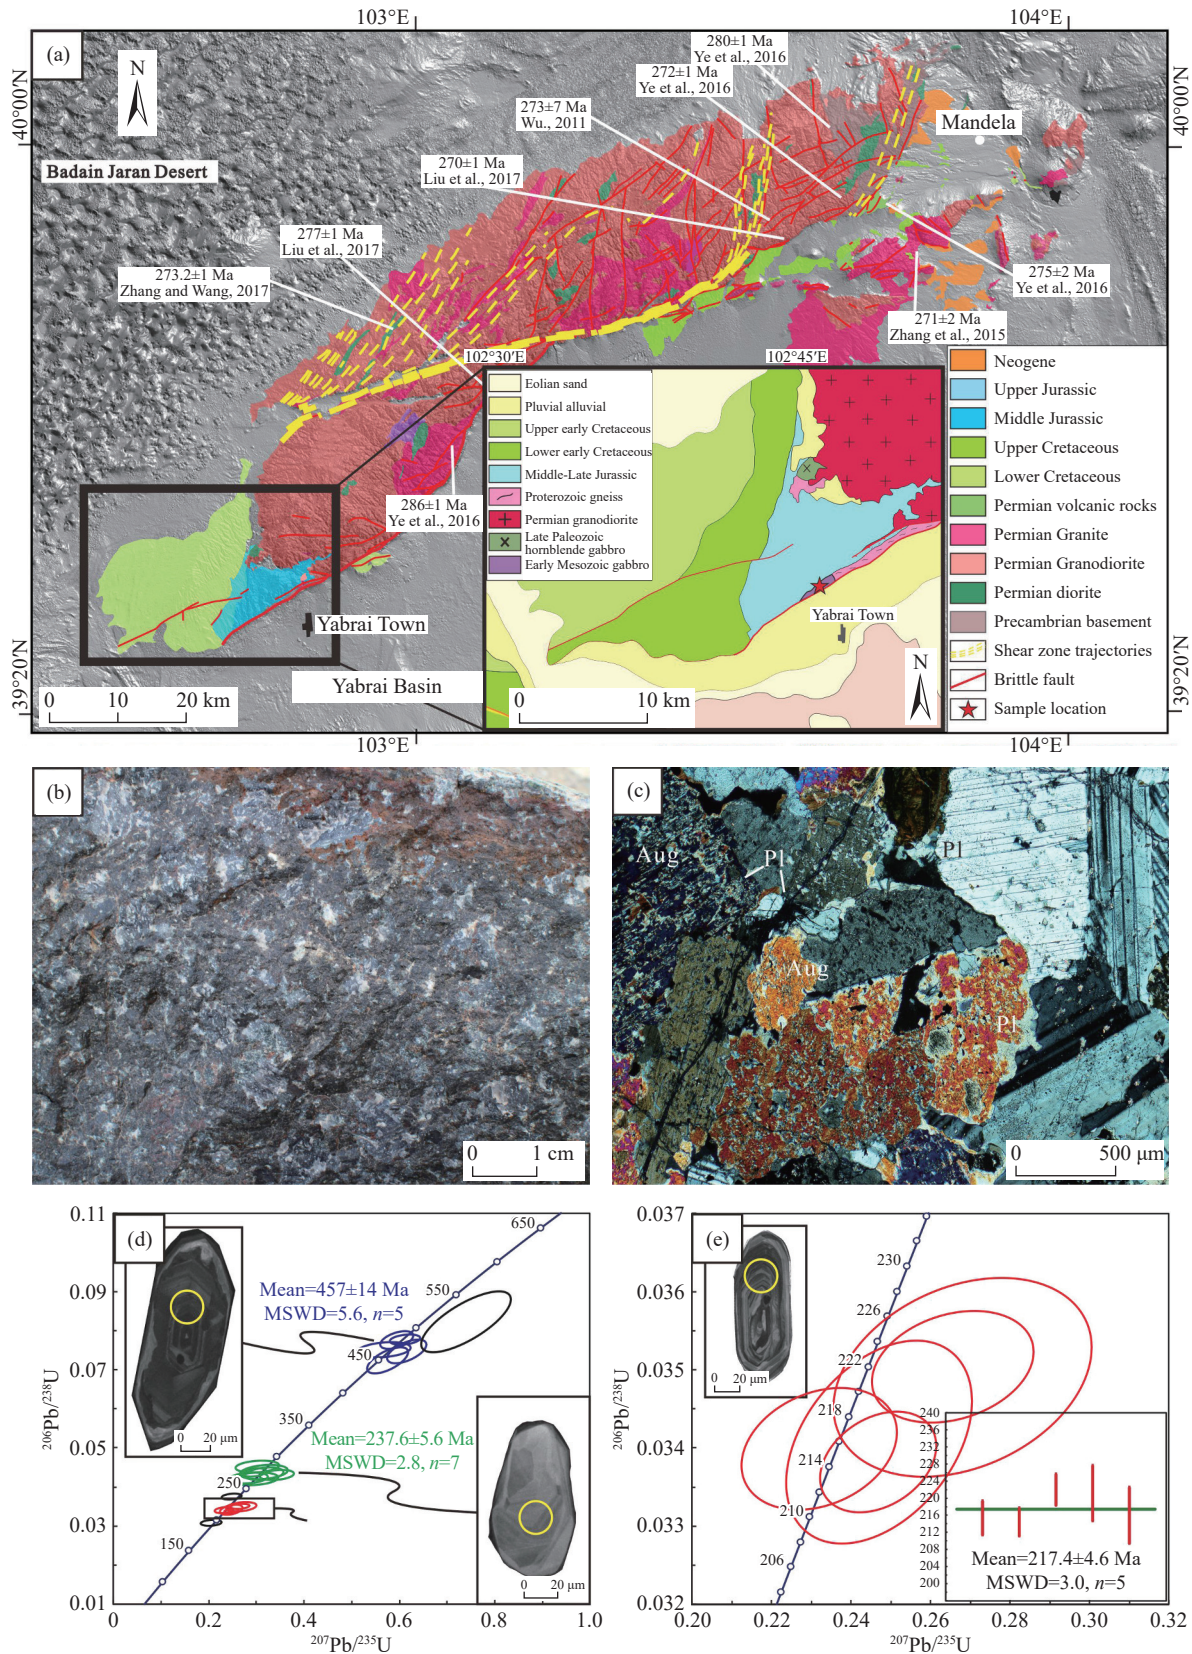 103°E
104°E
(a)
N
40°00′N
40°00′N
39°20′N
39°20′N
Badain Jaran Desert
280±1 Ma
Ye et al., 2016
272±1 Ma
Ye et al., 2016
273±7 Ma
Wu., 2011
270±1 Ma
Liu et al., 2017
277±1 Ma
Liu et al., 2017
273.2±1 Ma
Zhang and Wang, 2017
Mandela
275±2 Ma
Ye et al., 2016
271±2 Ma
Zhang et al., 2015
286±1 Ma
Ye et al., 2016
Yabrai Town
Yabrai Basin
0 10 20 km
102°30′E
102°45′E
Eolian sand
Pluvial alluvial
Upper early Cretaceous
Lower early Cretaceous
Middle-Late Jurassic
Proterozoic gneiss
Permian granodiorite
Late Paleozoic
hornblende gabbro
Early Mesozoic gabbro
Yabrai Town
N
0 10 km
Neogene
Upper Jurassic
Middle Jurassic
Upper Cretaceous
Lower Cretaceous
Permian volcanic rocks
Permian Granite
Permian Granodiorite
Permian diorite
Precambrian basement
Shear zone trajectories
Brittle fault
Sample location
103°E
104°E
(b)
0 1 cm
(c)
Aug
Pl
Pl
Aug
Pl
0 500 μm
(d)
0.11
0.09
0.07
0.05
0.03
0.01
206Pb/238U
0 0.2 0.4 0.6 0.8 1.0
207Pb/235U
650
550
450
350
250
150
Mean=457±14 Ma
MSWD=5.6, n=5
Mean=237.6±5.6 Ma
MSWD=2.8, n=7
0 20 μm
0 20 μm
(e)
0.037
0.036
0.035
0.034
0.033
0.032
206Pb/238U
0.20 0.22 0.24 0.26 0.28 0.30 0.32
207Pb/235U
230
226
222
218
214
210
206
0 20 μm
240
236
232
228
224
220
216
212
208
204
200
Mean=217.4±4.6 Ma
MSWD=3.0, n=5